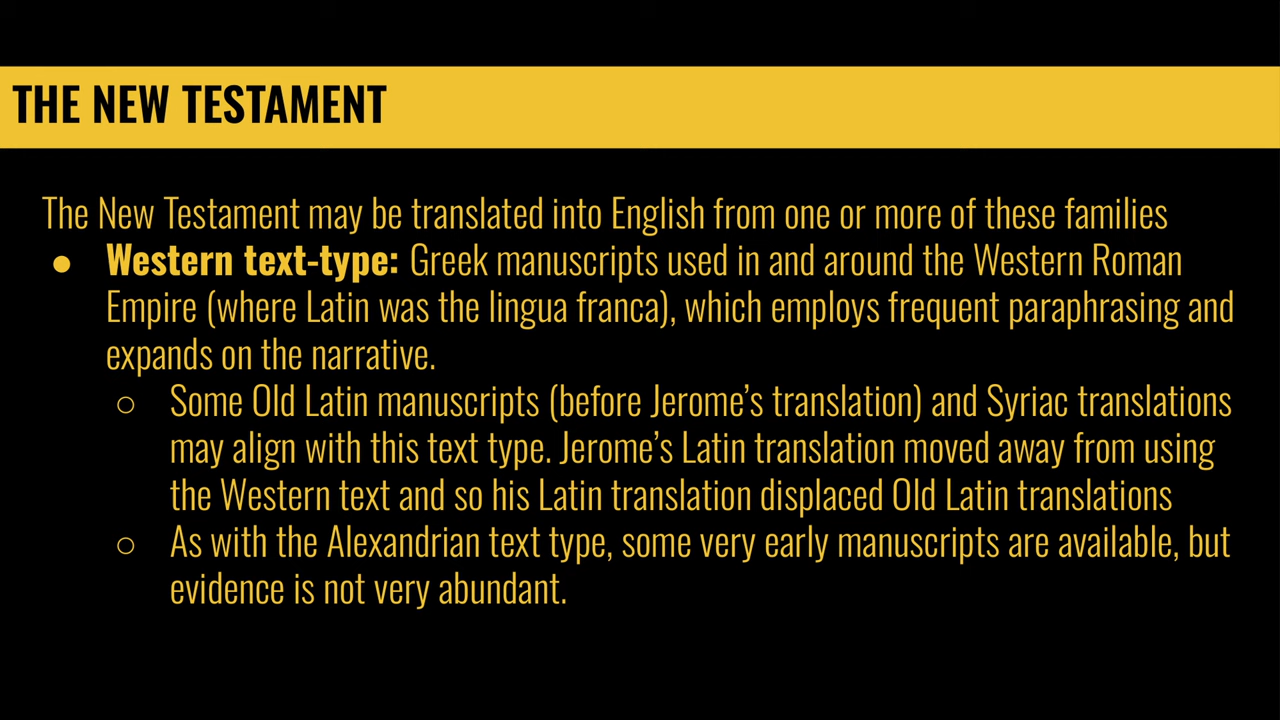 THE NEW TESTAMENT
The New Testament may be translated into English from one or more of these families
● Western text-type: Greek manuscripts used in and around the Western Roman
Empire (where Latin was the lingua franca), which employs frequent paraphrasing and
expands on the narrative.
○ Some Old Latin manuscripts (before Jerome’s translation) and Syriac translations
may align with this text type. Jerome’s Latin translation moved away from using
the Western text and so his Latin translation displaced Old Latin translations
○ As with the Alexandrian text type, some very early manuscripts are available, but
evidence is not very abundant.